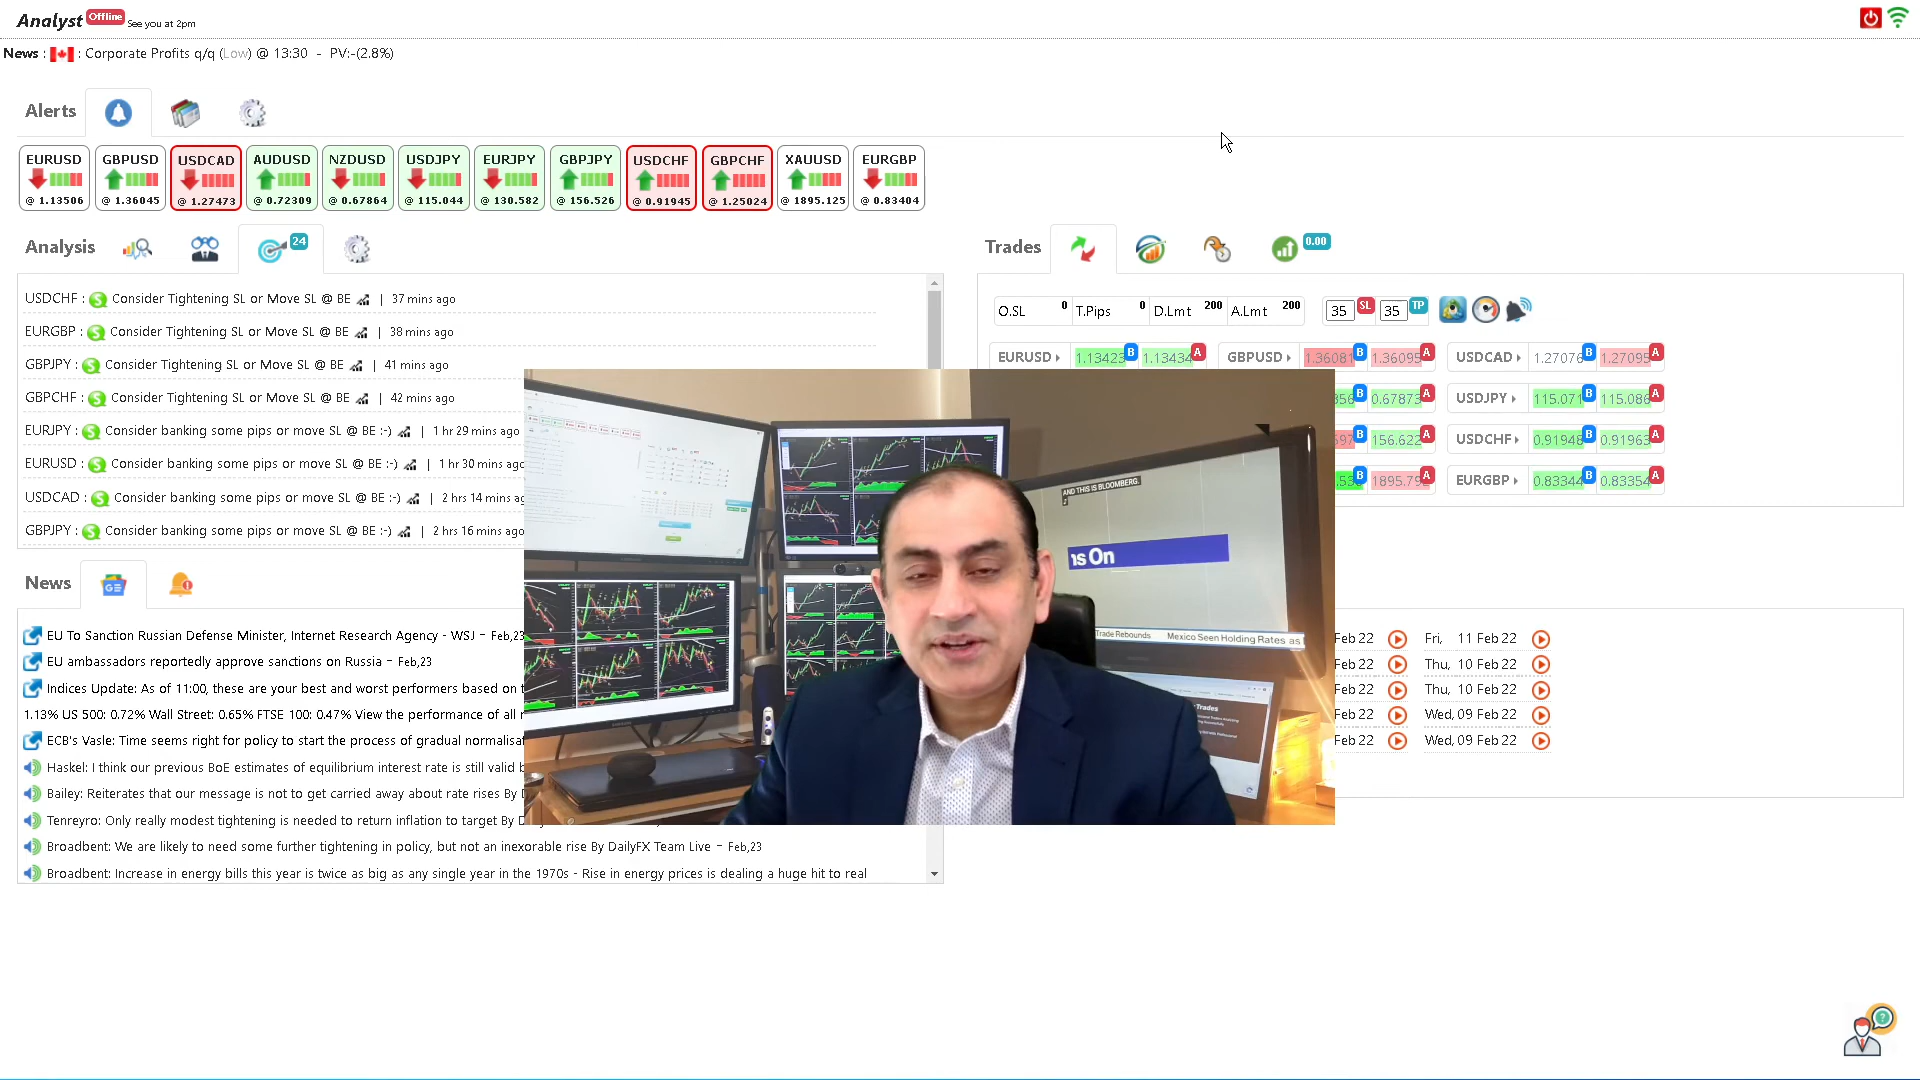 Analyst Offline See you at 2pm
News : : Corporate Profits q/q (Low) @ 13:30 - PV:-(2.8%)
Alerts
EURUSD GBPUSD USDCAD AUDUSD NZDUSD USDJPY EURJPY GBPJPY USDCHF GBPCHF XAUUSD EURGBP
@ 1.13506 @ 1.36045 @ 1.27473 @ 0.72309 @ 0.67864 @ 115.044 @ 130.582 @ 156.526 @ 0.91945 @ 1.25024 @ 1895.125 @ 0.83404
Analysis 24
USDCHF : Consider Tightening SL or Move SL @ BE | 37 mins ago
EURGBP : Consider Tightening SL or Move SL @ BE | 38 mins ago
GBPJPY : Consider Tightening SL or Move SL @ BE | 41 mins ago
GBPCHF : Consider Tightening SL or Move SL @ BE | 42 mins ago
EURJPY : Consider banking some pips or move SL @ BE :-) | 1 hr 29 mins ago
EURUSD : Consider banking some pips or move SL @ BE :-) | 1 hr 30 mins ago
USDCAD : Consider banking some pips or move SL @ BE :-) | 2 hrs 14 mins
GBPJPY : Consider banking some pips or move SL @ BE :-) | 2 hrs 16 mins
Trades 0.00
O.SL 0 T.Pips 0 D.Lmt 200 A.Lmt 200 35 SL 35 TP
EURUSD 1.13423 B 1.13434 A GBPUSD 1.36081 B 1.36095 A USDCAD 1.27076 B 1.27095 A
B 0.67873 A USDJPY 115.071 B 115.086 A
B 156.622 A USDCHF 0.91948 B 0.91963 A
B A EURGBP 0.83344 B 0.83354 A
AND THIS IS BLOOMBERG.
On
Trade Rebounds Mexico Seen Holding Rates as
News
EU To Sanction Russian Defense Minister, Internet Research Agency - WSJ - Feb,23
EU ambassadors reportedly approve sanctions on Russia - Feb,23
Indices Update: As of 11:00, these are your best and worst performers based on
1.13% US 500: 0.72% Wall Street: 0.65% FTSE 100: 0.47% View the performance of all
ECB's Vasle: Time seems right for policy to start the process of gradual
Haskel: I think our previous BoE estimates of equilibrium interest rate is still valid
Bailey: Reiterates that our message is not to get carried away about rate rises By
Tenreyro: Only really modest tightening is needed to return inflation to target By
Broadbent: We are likely to need some further tightening in policy, but not an inexorable rise By DailyFX Team Live - Feb,23
Broadbent: Increase in energy bills this year is twice as big as any single year in the 1970s - Rise in energy prices is dealing a huge hit to real
Feb 22 Fri, 11 Feb 22
Feb 22 Thu, 10 Feb 22
Feb 22 Thu, 10 Feb 22
Feb 22 Wed, 09 Feb 22
Feb 22 Wed, 09 Feb 22